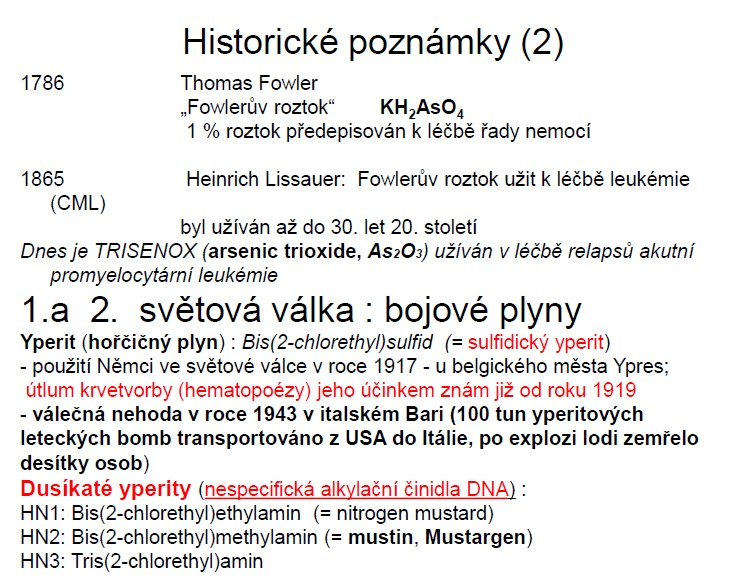 Historické poznámky (2)
1786 Thomas Fowler
„Fowlerův roztok“ KH2AsO4
1 % roztok předepisován k léčbě řady nemocí
1865 Heinrich Lissauer: Fowlerův roztok užit k léčbě leukémie
(CML)
byl užíván až do 30. let 20. století
Dnes je TRISENOX (arsenic trioxide, As2O3) užíván v léčbě relapsů akutní
promyelocytární leukémie
1.a 2. světová válka : bojové plyny
Yperit (hořčičný plyn) : Bis(2-chlorethyl)sulfid (= sulfidický yperit)
- použití Němci ve světové válce v roce 1917 - u belgického města Ypres;
útlum krvetvorby (hematopoézy) jeho účinkem znám již od roku 1919
- válečná nehoda v roce 1943 v italském Bari (100 tun yperitových
leteckých bomb transportováno z USA do Itálie, po explozi lodi zemřelo
desítky osob)
Dusíkaté yperity (nespecifická alkylační činidla DNA) :
HN1: Bis(2-chlorethyl)ethylamin (= nitrogen mustard)
HN2: Bis(2-chlorethyl)methylamin (= mustin, Mustargen)
HN3: Tris(2-chlorethyl)amin